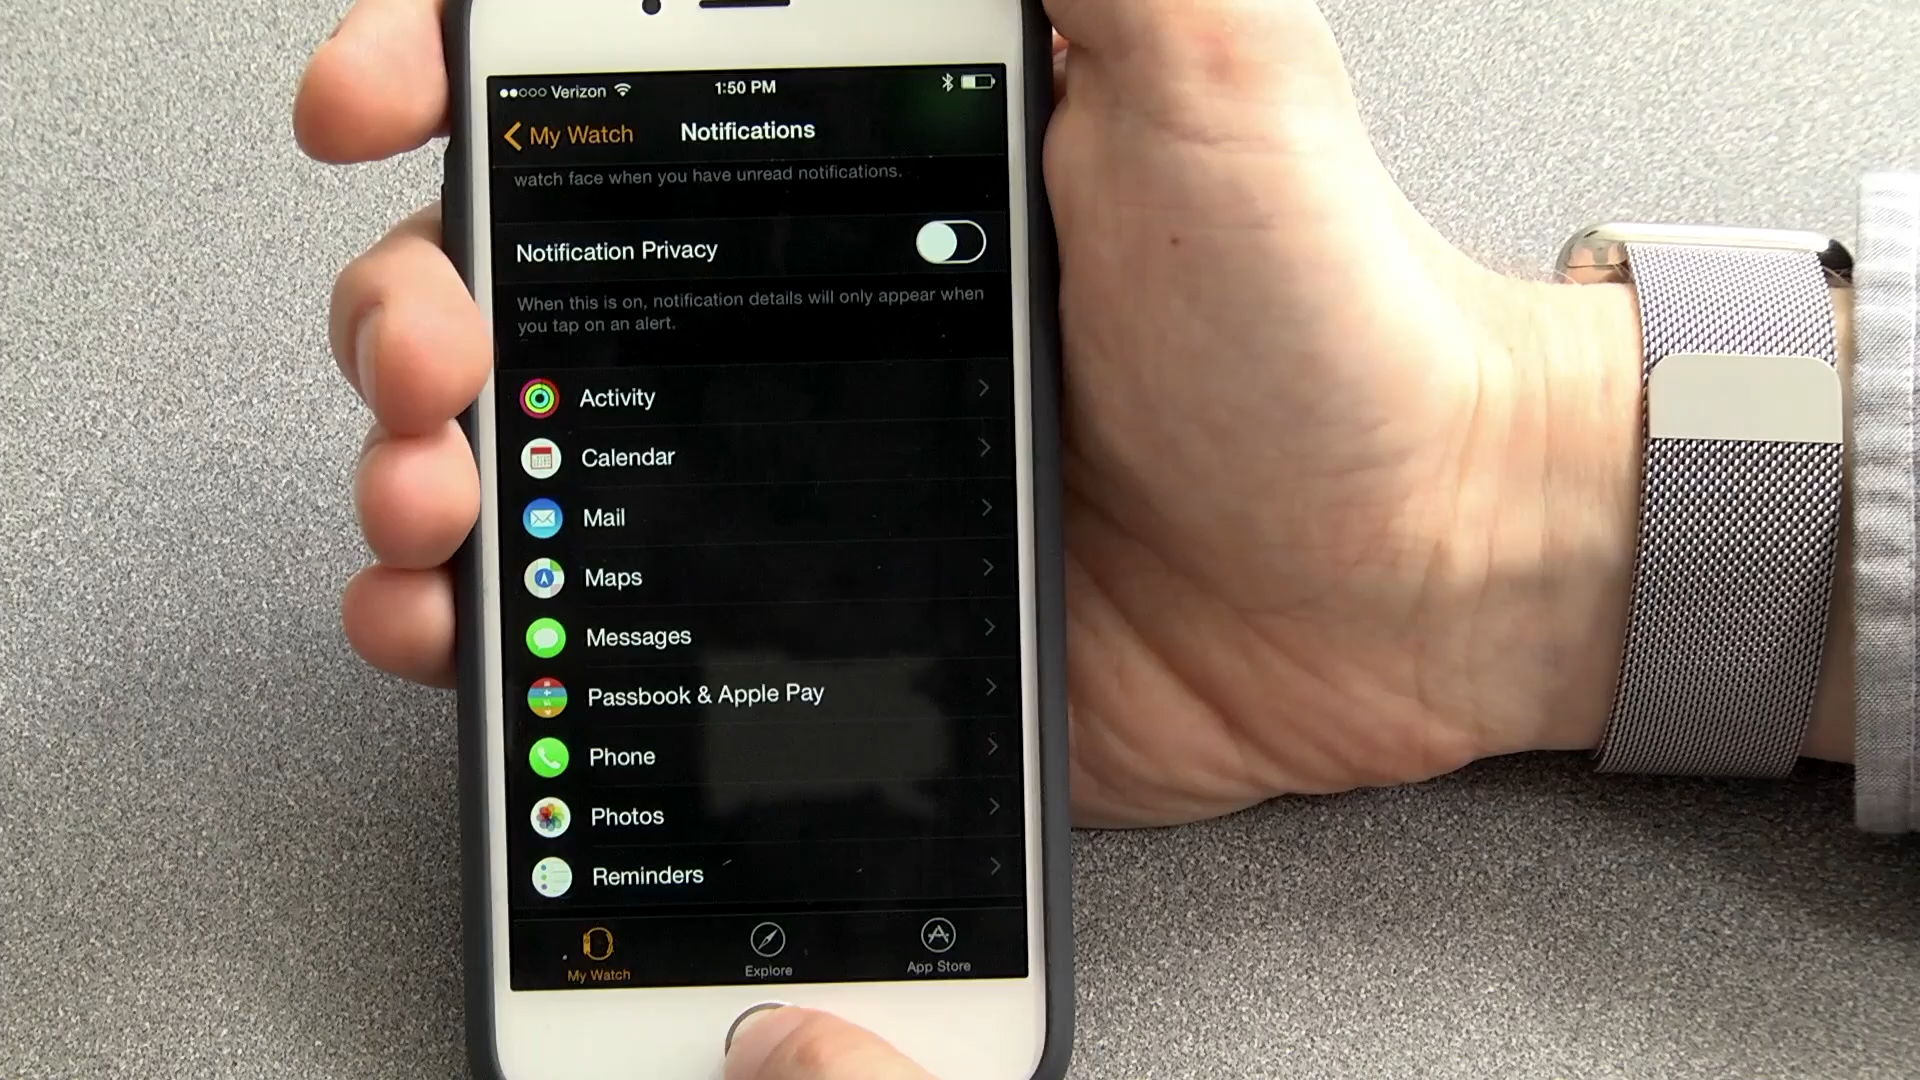 Verizon 1:50 PM
My Watch Notifications
watch face when you have unread notifications.
Notification Privacy
When this is on, notification details will only appear when
you tap on an alert.
Activity
Calendar
Mail
Maps
Messages
Passbook & Apple Pay
Phone
Photos
Reminders
My Watch Explore App Store